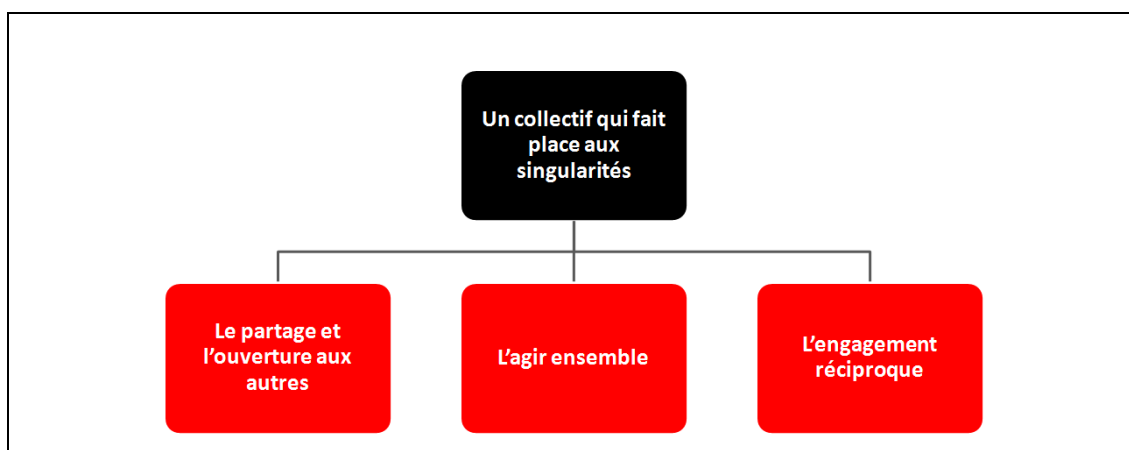 Un collectif qui fait
place aux
singularités
Le partage et
l’ouverture aux
autres
L’agir ensemble
L’engagement
réciproque